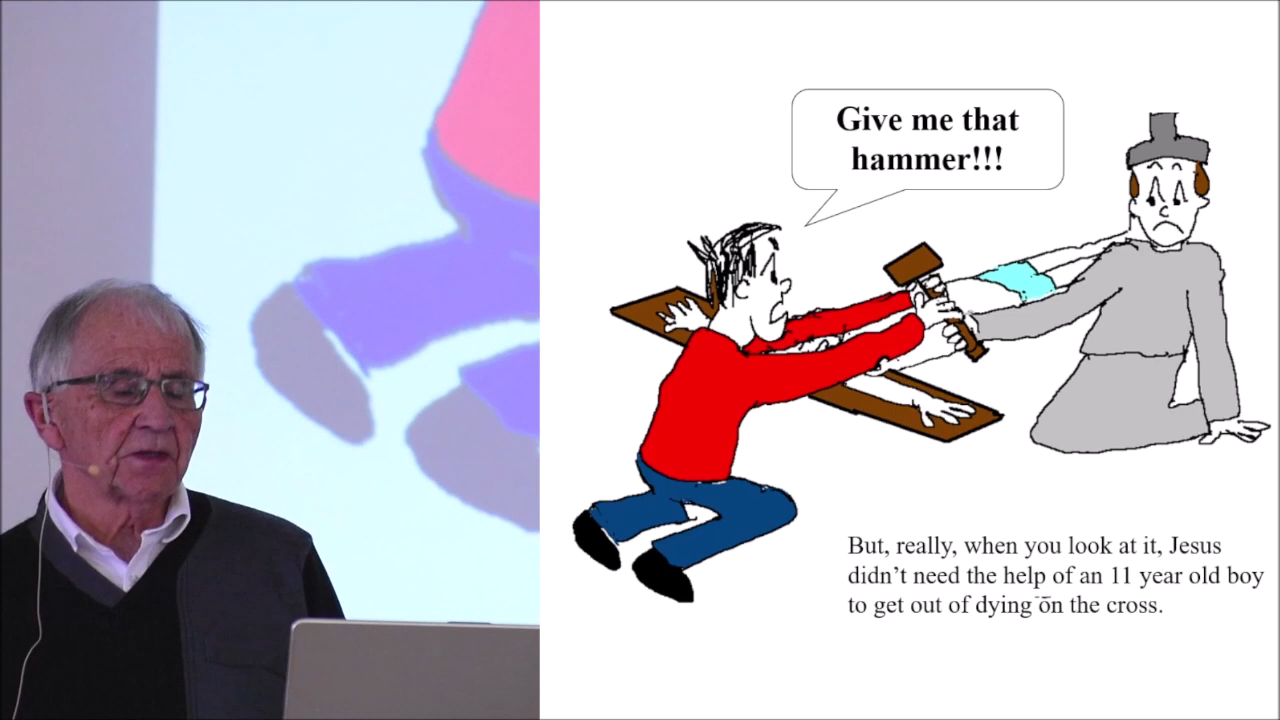 Give me that
hammer!!!
But, really, when you look at it, Jesus
didn’t need the help of an 11 year old boy
to get out of dying on the cross.